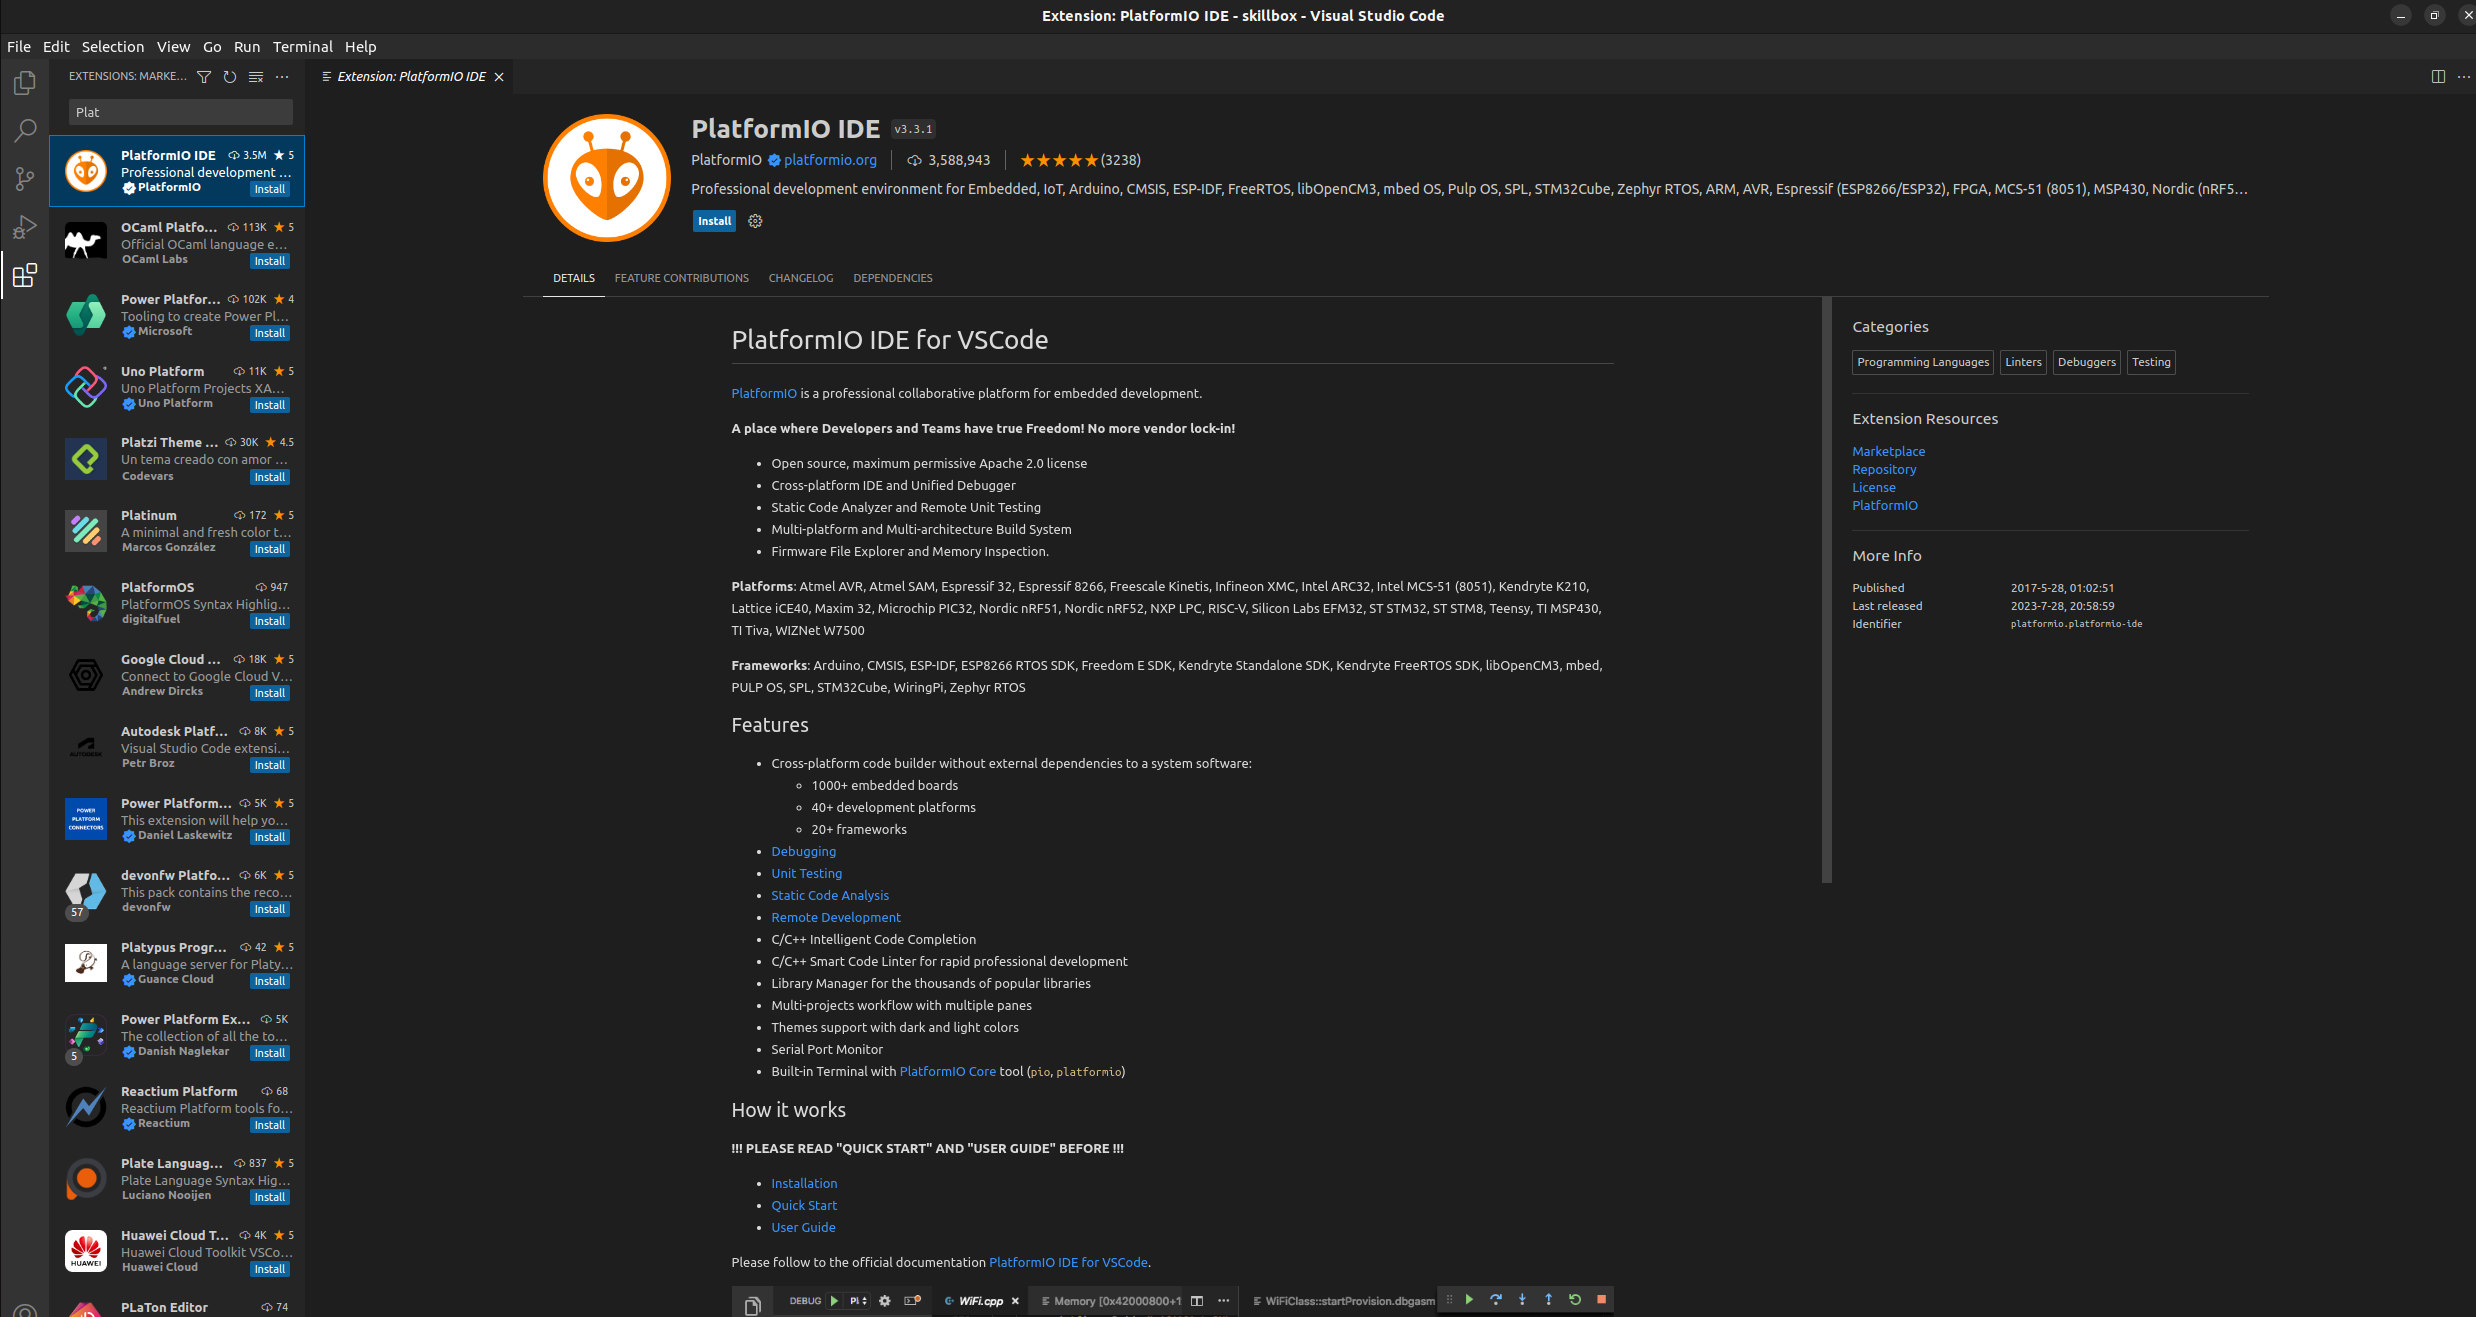 Extension: PlatformIO IDE - skillbox - Visual Studio Code
File Edit Selection View Go Run Terminal Help
EXTENSIONS: MARKE...
Extension: PlatformIO IDE
Plat
PlatformIO IDE 3.5M 5
Professional development ...
PlatformIO Install
OCaml Platfo... 113K 5
Official OCaml language e...
OCaml Labs Install
Power Platfor... 102K 4
Tooling to create Power Pl...
Microsoft Install
Uno Platform 11K 5
Uno Platform Projects XA...
Uno Platform Install
Platzi Theme ... 30K 4.5
Un tema creado con amor ...
Codevars Install
Platinum 172 5
A minimal and fresh color t...
Marcos González Install
PlatformOS 947
PlatformOS Syntax Highlig...
digitalfuel Install
Google Cloud ... 18K 5
Connect to Google Cloud V...
Andrew Dircks Install
AUTODESK
Autodesk Platf... 8K 5
Visual Studio Code extensi...
Petr Broz Install
POWER
PLATFORM
CONNECTORS
Power Platform... 5K 5
This extension will help yo...
Daniel Laskewitz Install
devonfw Platfo... 6K 5
This pack contains the reco...
devonfw Install
57
Platypus Progr... 42 5
A language server for Platy...
Guance Cloud Install
Power Platform Ex... 5K
The collection of all the to...
Danish Naglekar Install
5
Reactium Platform 68
Reactium Platform tools fo...
Reactium Install
Plate Languag... 837 5
Plate Language Syntax Hig...
Luciano Nooijen Install
HUAWEI
Huawei Cloud T... 4K 5
Huawei Cloud Toolkit VSCo...
Huawei Cloud Install
PLaTon Editor 74
PlatformIO IDE v3.3.1
PlatformIO platformio.org 3,588,943 (3238)
Professional development environment for Embedded, IoT, Arduino, CMSIS, ESP-IDF, FreeRTOS, libOpenCM3, mbed OS, Pulp OS, SPL, STM32Cube, Zephyr RTOS, ARM, AVR, Espressif (ESP8266/ESP32), FPGA, MCS-51 (8051), MSP430, Nordic (nRF5...
Install
DETAILS FEATURE CONTRIBUTIONS CHANGELOG DEPENDENCIES
PlatformIO IDE for VSCode
PlatformIO is a professional collaborative platform for embedded development.
A place where Developers and Teams have true Freedom! No more vendor lock-in!
• Open source, maximum permissive Apache 2.0 license
• Cross-platform IDE and Unified Debugger
• Static Code Analyzer and Remote Unit Testing
• Multi-platform and Multi-architecture Build System
• Firmware File Explorer and Memory Inspection.
Platforms: Atmel AVR, Atmel SAM, Espressif 32, Espressif 8266, Freescale Kinetis, Infineon XMC, Intel ARC32, Intel MCS-51 (8051), Kendryte K210,
Lattice iCE40, Maxim 32, Microchip PIC32, Nordic nRF51, Nordic nRF52, NXP LPC, RISC-V, Silicon Labs EFM32, ST STM32, ST STM8, Teensy, TI MSP430,
TI Tiva, WIZNet W7500
Frameworks: Arduino, CMSIS, ESP-IDF, ESP8266 RTOS SDK, Freedom E SDK, Kendryte Standalone SDK, Kendryte FreeRTOS SDK, libOpenCM3, mbed,
PULP OS, SPL, STM32Cube, WiringPi, Zephyr RTOS
Features
• Cross-platform code builder without external dependencies to a system software:
◦ 1000+ embedded boards
◦ 40+ development platforms
◦ 20+ frameworks
• Debugging
• Unit Testing
• Static Code Analysis
• Remote Development
• C/C++ Intelligent Code Completion
• C/C++ Smart Code Linter for rapid professional development
• Library Manager for the thousands of popular libraries
• Multi-projects workflow with multiple panes
• Themes support with dark and light colors
• Serial Port Monitor
• Built-in Terminal with PlatformIO Core tool (pio, platformio)
How it works
!!! PLEASE READ "QUICK START" AND "USER GUIDE" BEFORE !!!
• Installation
• Quick Start
• User Guide
Please follow to the official documentation PlatformIO IDE for VSCode.
DEBUG PI WiFi.cpp Memory [0x42000800+1 WiFiClass::startProvision.dbgasm
Categories
Programming Languages Linters Debuggers Testing
Extension Resources
Marketplace
Repository
License
PlatformIO
More Info
Published 2017-5-28, 01:02:51
Last released 2023-7-28, 20:58:59
Identifier platformio.platformio-ide